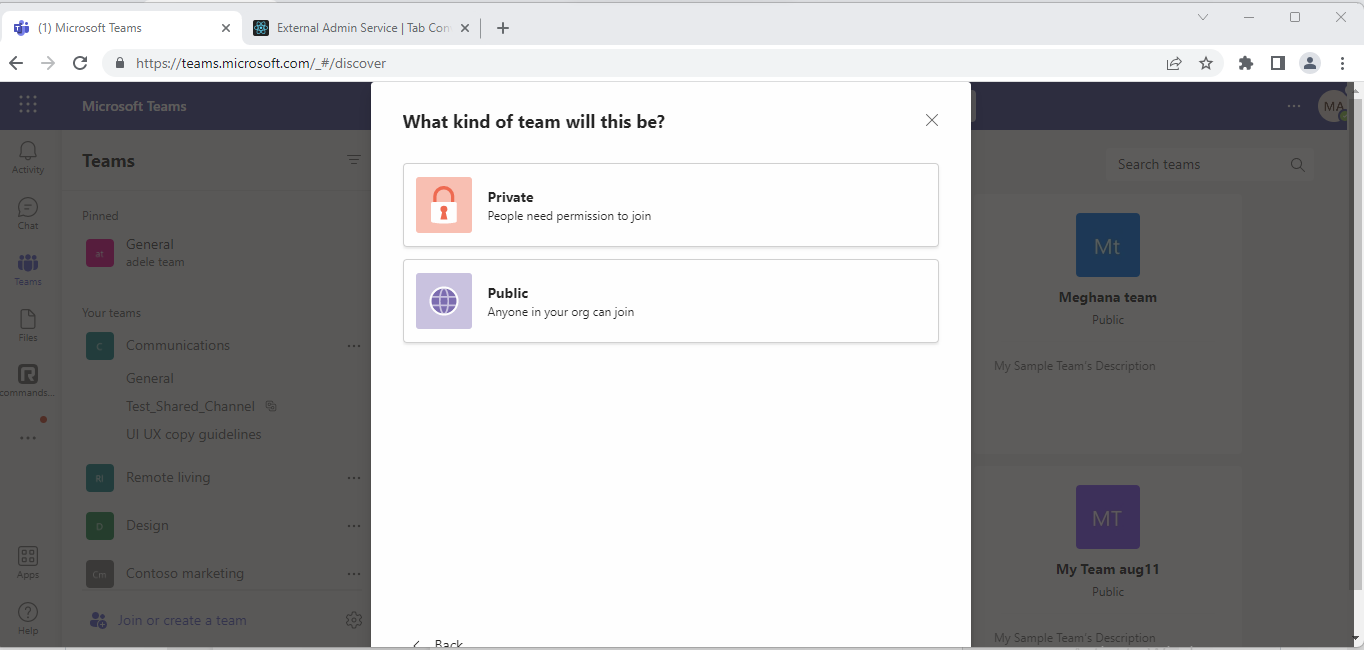 (1) Microsoft Teams
External Admin Service | Tab Con
https://teams.microsoft.com/_#/discover
Microsoft Teams
MA
What kind of team will this be?
Private
People need permission to join
Public
Anyone in your org can join
Back
Activity
Chat
Teams
Files
commands...
Apps
Help
Teams
Pinned
at
General
adele team
Your teams
C
Communications
General
Test_Shared_Channel
UI UX copy guidelines
Rl
Remote living
D
Design
Cm
Contoso marketing
Join or create a team
Search teams
Mt
Meghana team
Public
My Sample Team's Description
MT
My Team aug11
Public
My Sample Team's Description